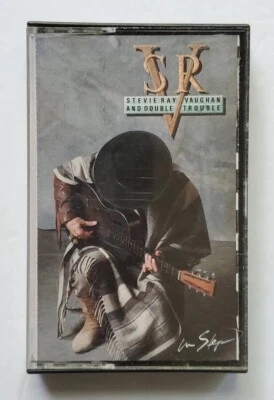 SRV
STEVIE RAY VAUGHAN
AND DOUBLE TROUBLE
In Step